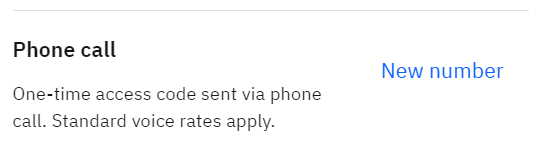 Phone call
New number
One-time access code sent via phone
call. Standard voice rates apply.